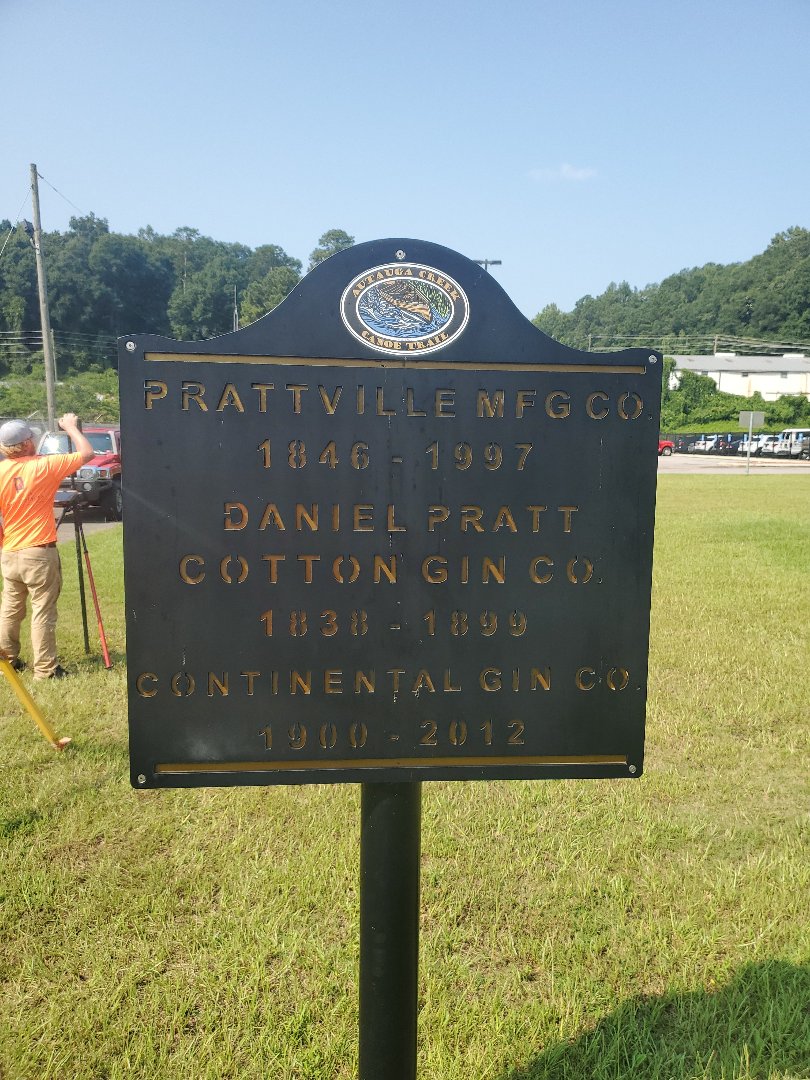 AUTAUGA CREEK
CANOE TRAIL
PRATTVILLE MFG CO.
1846 - 1997
DANIEL PRATT
COTTON GIN CO.
1838 - 1899
CONTINENTAL GIN CO.
1900 - 2012